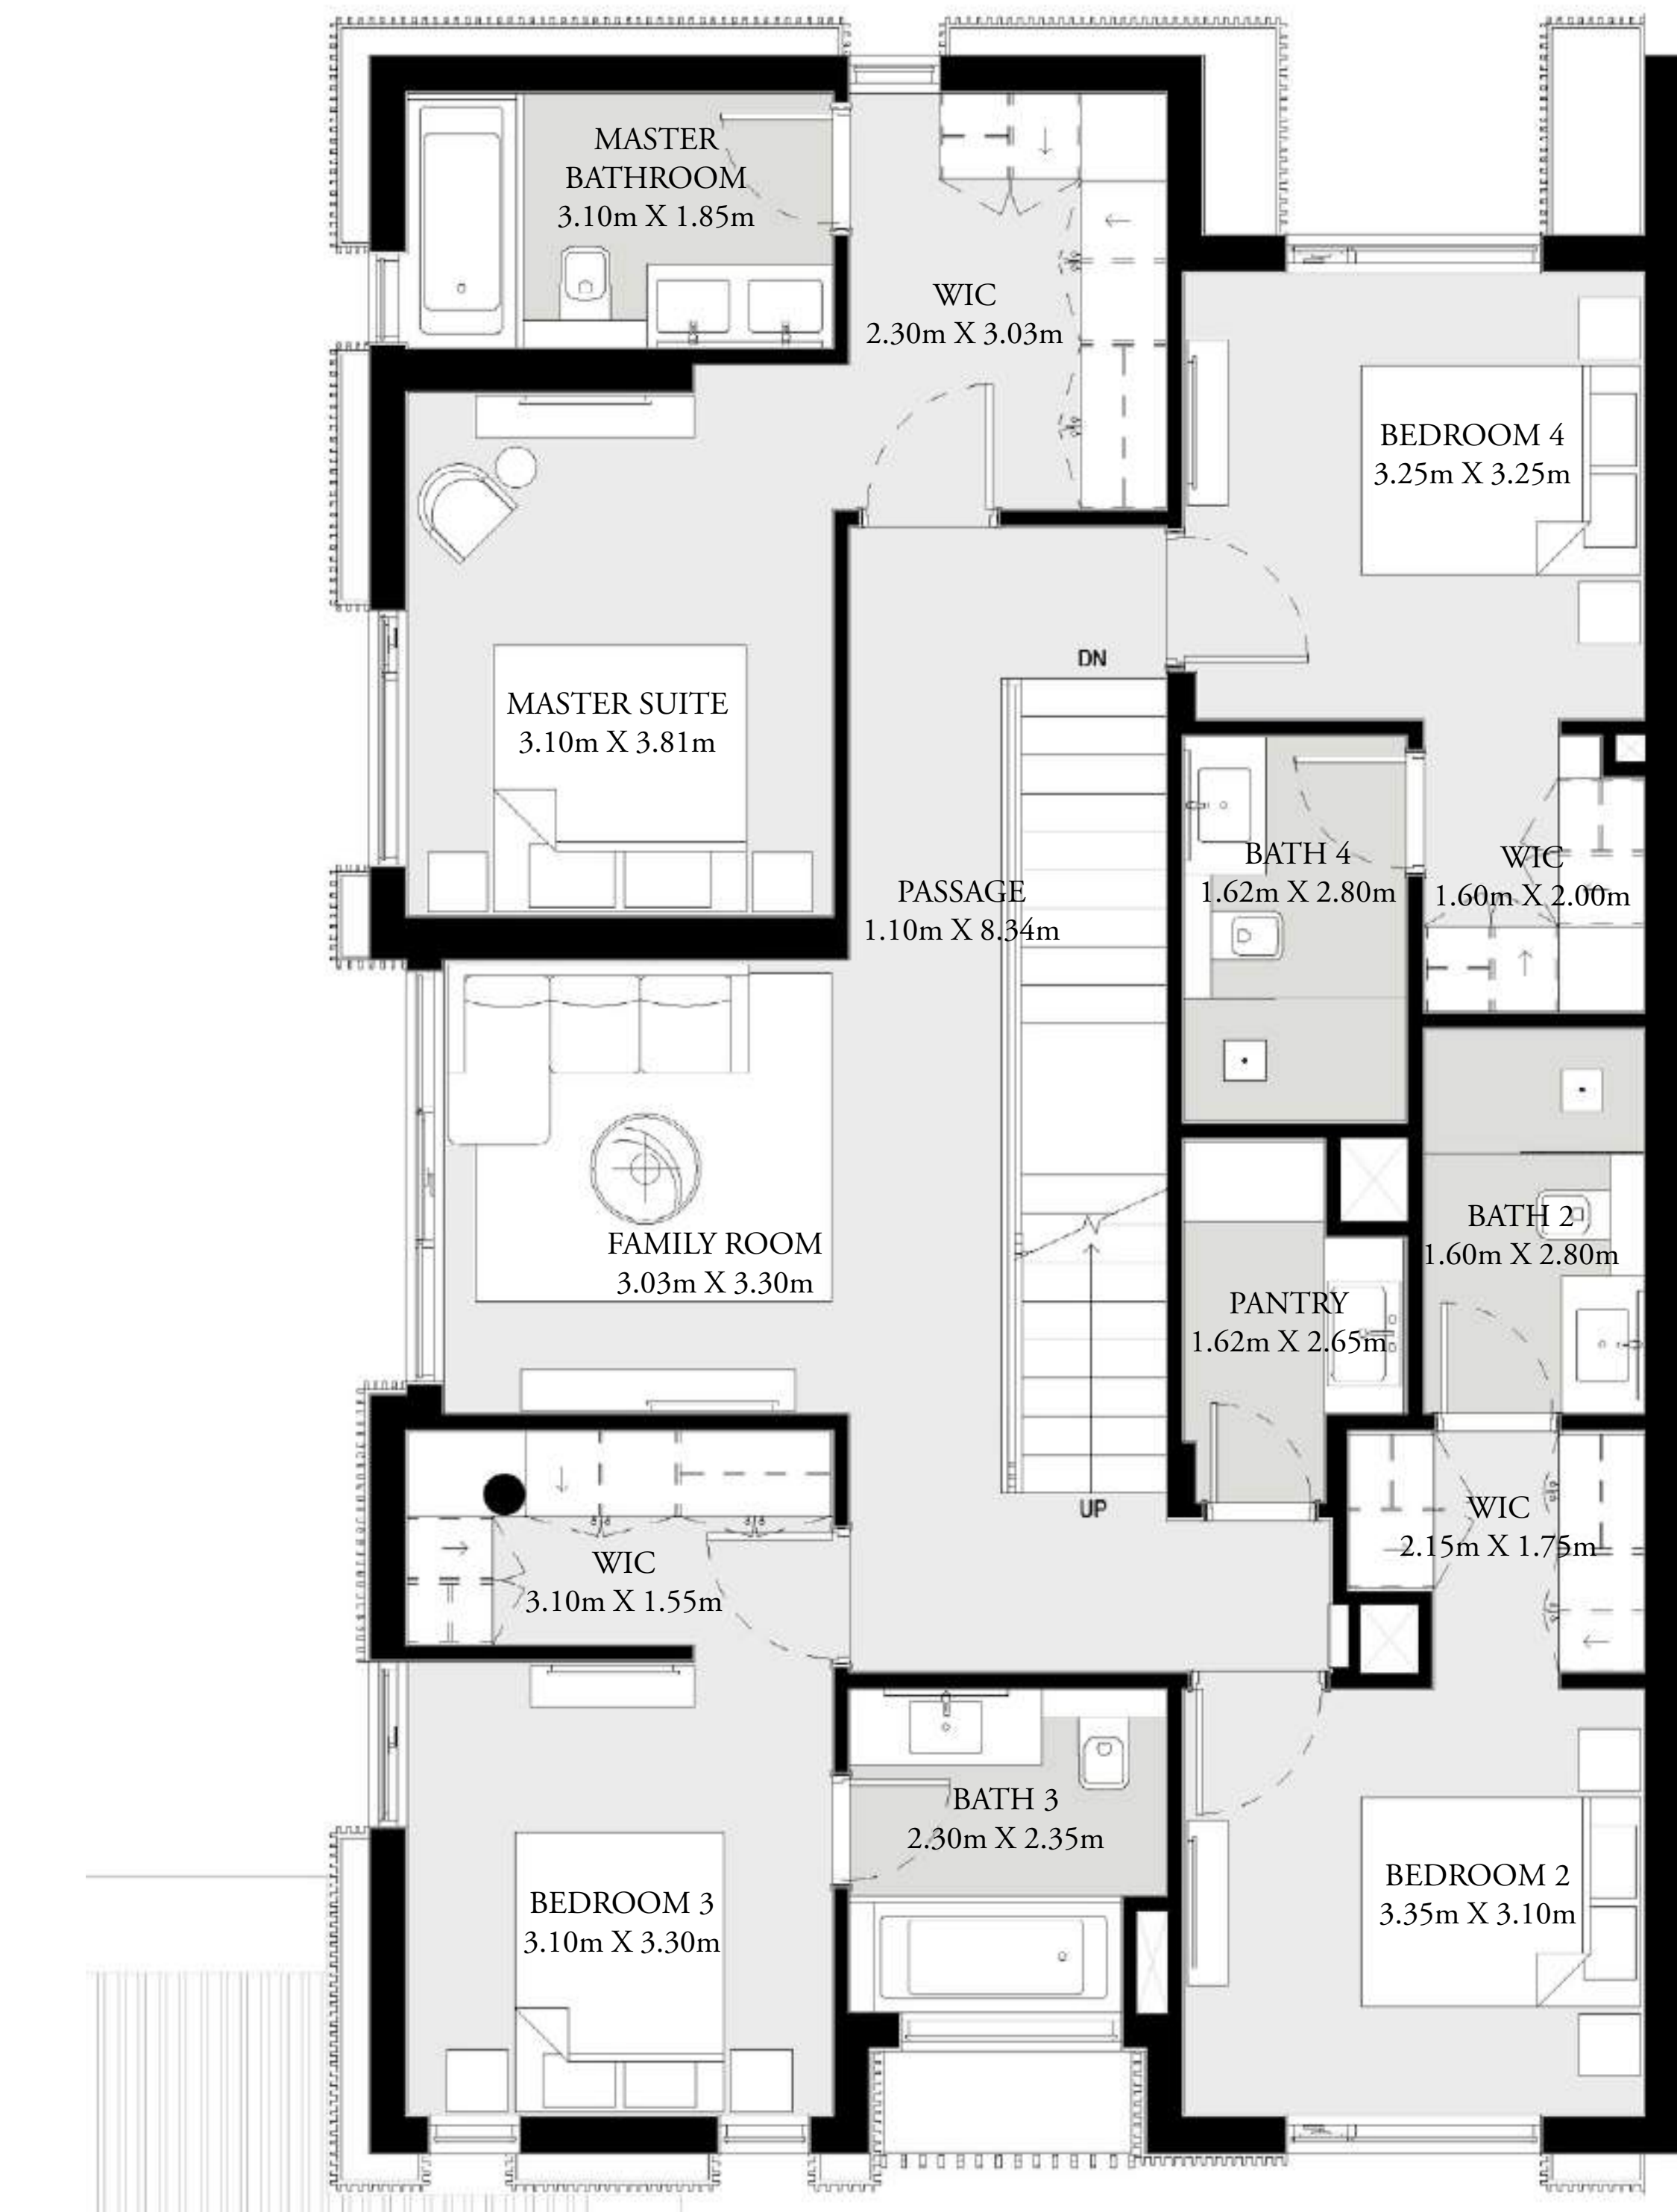 MASTER
BATHROOM
3.10m X 1.85m
WIC
2.30m X 3.03m
BEDROOM 4
3.25m X 3.25m
DN
MASTER SUITE
3.10m X 3.81m
PASSAGE
1.10m X 8.34m
BATH 4
1.62m X 2.80m
WIC
1.60m X 2.00m
BATH 2
1.60m X 2.80m
FAMILY ROOM
3.03m X 3.30m
PANTRY
1.62m X 2.65m
UP
WIC
2.15m X 1.75m
WIC
3.10m X 1.55m
BATH 3
2.30m X 2.35m
BEDROOM 3
3.10m X 3.30m
BEDROOM 2
3.35m X 3.10m